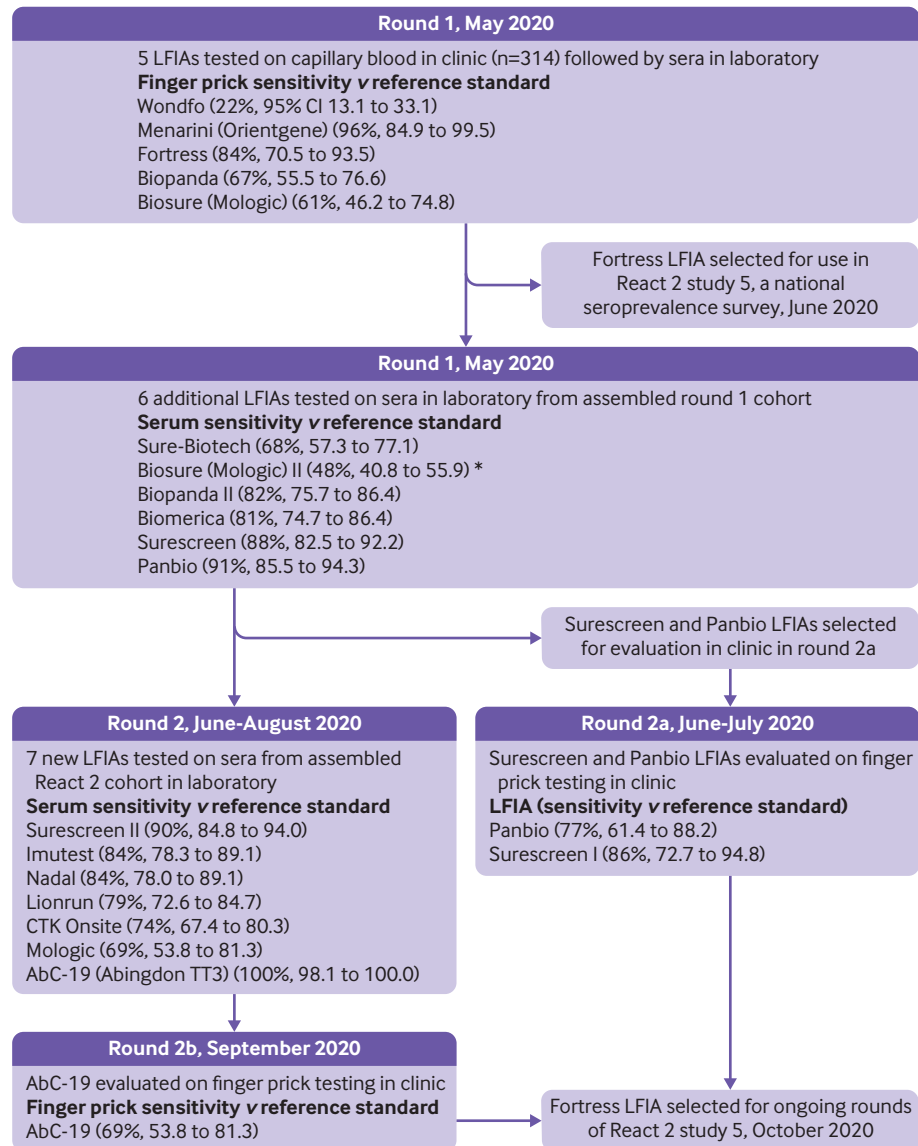 Round 1, May 2020
5 LFIAs tested on capillary blood in clinic (n=314) followed by sera in laboratory
Finger prick sensitivity v reference standard
Wondfo (22%, 95% CI 13.1 to 33.1)
Menarini (Orientgene) (96%, 84.9 to 99.5)
Fortress (84%, 70.5 to 93.5)
Biopanda (67%, 55.5 to 76.6)
Biosure (Mologic) (61%, 46.2 to 74.8)
Fortress LFIA selected for use in
React 2 study 5, a national
seroprevalence survey, June 2020
Round 1, May 2020
6 additional LFIAs tested on sera in laboratory from assembled round 1 cohort
Serum sensitivity v reference standard
Sure-Biotech (68%, 57.3 to 77.1)
Biosure (Mologic) II (48%, 40.8 to 55.9) *
Biopanda II (82%, 75.7 to 86.4)
Biomerica (81%, 74.7 to 86.4)
Surescreen (88%, 82.5 to 92.2)
Panbio (91%, 85.5 to 94.3)
Surescreen and Panbio LFIAs selected
for evaluation in clinic in round 2a
Round 2, June-August 2020
7 new LFIAs tested on sera from assembled
React 2 cohort in laboratory
Serum sensitivity v reference standard
Surescreen II (90%, 84.8 to 94.0)
Imutest (84%, 78.3 to 89.1)
Nadal (84%, 78.0 to 89.1)
Lionrun (79%, 72.6 to 84.7)
CTK Onsite (74%, 67.4 to 80.3)
Mologic (69%, 53.8 to 81.3)
AbC-19 (Abingdon TT3) (100%, 98.1 to 100.0)
Round 2a, June-July 2020
Surescreen and Panbio LFIAs evaluated on finger
prick testing in clinic
LFIA (sensitivity v reference standard)
Panbio (77%, 61.4 to 88.2)
Surescreen I (86%, 72.7 to 94.8)
Round 2b, September 2020
AbC-19 evaluated on finger prick testing in clinic
Finger prick sensitivity v reference standard
AbC-19 (69%, 53.8 to 81.3)
Fortress LFIA selected for ongoing rounds
of React 2 study 5, October 2020